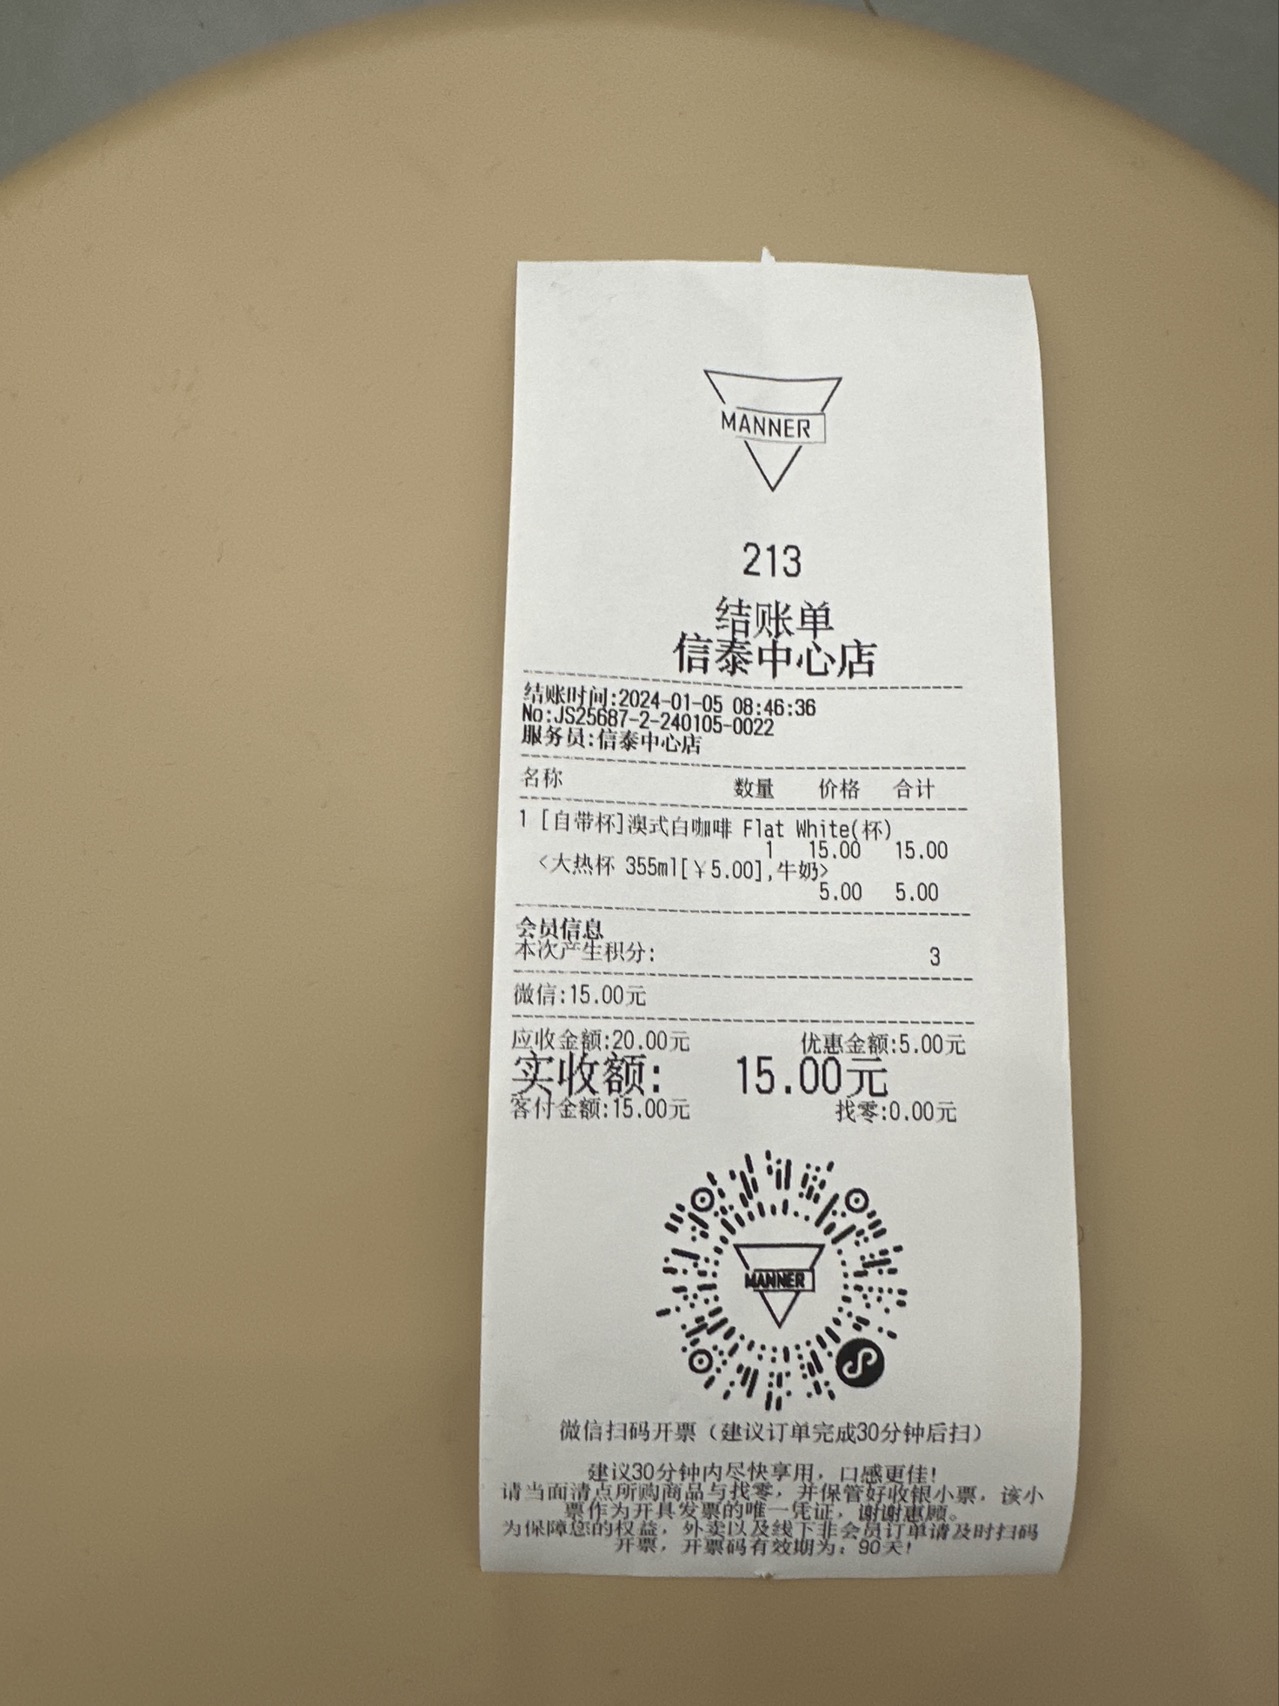 MANNER
213
结账单
信泰中心店
结账时间:2024-01-05 08:46:36
No:JS25687-2-240105-0022
服务员:信泰中心店
名称 数量 价格 合计
1 [自带杯]澳式白咖啡 Flat White(杯)
1 15.00 15.00
<大热杯 355ml[￥5.00],牛奶>
5.00 5.00
会员信息
本次产生积分: 3
微信:15.00元
应收金额:20.00元 优惠金额:5.00元
实收额: 15.00元
客付金额:15.00元 找零:0.00元
MANNER
微信扫码开票（建议订单完成30分钟后扫）
建议30分钟内尽快享用，口感更佳!
请当面清点所购商品与找零，并保管好收银小票，该小
票作为开具发票的唯一凭证，谢谢惠顾。
为保障您的权益，外卖以及线下非会员订单请及时扫码
开票，开票码有效期为：90天!